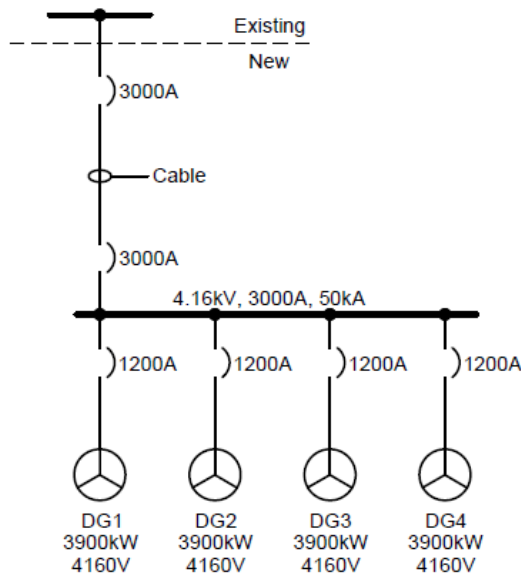 Existing
New
3000A
Cable
3000A
4.16kV, 3000A, 50kA
1200A
1200A
1200A
1200A
DG1
3900kW
4160V
DG2
3900kW
4160V
DG3
3900kW
4160V
DG4
3900kW
4160V